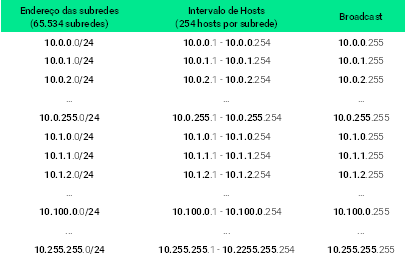 Endereço das subredes Intervalo de Hosts Broadcast
(65.534 subredes) (254 hosts por subrede)
10.0.0.0/24 10.0.0.1 - 10.0.0.254 10.0.0.255
10.0.1.0/24 10.0.1.1 - 10.0.1.254 10.0.1.255
10.0.2.0/24 10.0.2.1 - 10.0.2.254 10.0.2.255
... ... ...
10.0.255.0/24 10.0.255.1 - 10.0.255.254 10.0.255.255
10.1.0.0/24 10.1.0.1 - 10.1.0.254 10.1.0.255
10.1.1.0/24 10.1.1.1 - 10.1.1.254 10.1.1.255
10.1.2.0/24 10.1.2.1 - 10.1.2.254 10.1.2.255
... ... ...
10.100.0.0/24 10.100.0.1 - 10.100.0.254 10.100.0.255
... ... ...
10.255.255.0/24 10.255.255.1 - 10.2255.255.254 10.255.255.255